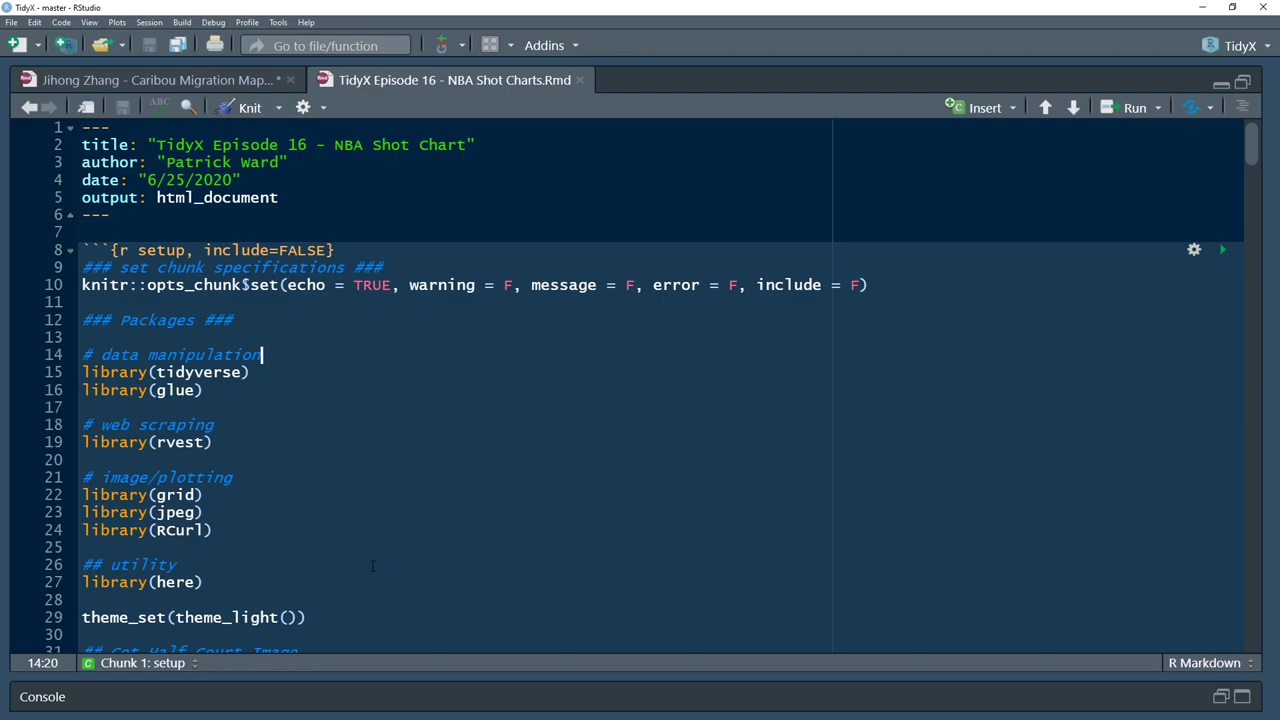 TidyX - master - RStudio
File Edit Code View Plots Session Build Debug Profile Tools Help
Go to file/function
Addins
TidyX
Jihong Zhang - Caribou Migration Map... *
TidyX Episode 16 - NBA Shot Charts.Rmd
ABC
Knit
Insert
Run
1 ---
2 title: "TidyX Episode 16 - NBA Shot Chart"
3 author: "Patrick Ward"
4 date: "6/25/2020"
5 output: html_document
6 ---
7
8 ```{r setup, include=FALSE}
9 ### set chunk specifications ###
10 knitr::opts_chunk$set(echo = TRUE, warning = F, message = F, error = F, include = F)
11
12 ### Packages ###
13
14 # data manipulation
15 library(tidyverse)
16 library(glue)
17
18 # web scraping
19 library(rvest)
20
21 # image/plotting
22 library(grid)
23 library(jpeg)
24 library(RCurl)
25
26 ## utility
27 library(here)
28
29 theme_set(theme_light())
30
31 ## Get Half Court Image
14:20
Chunk 1: setup
R Markdown
Console